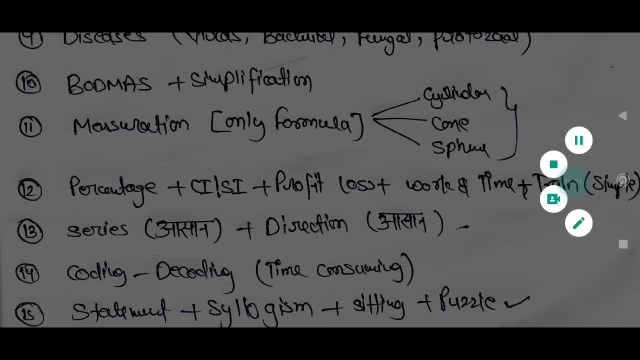 9 Diseases (Virus, Bacterial, Fungal, Protozoal)
10 BODMAS + Simplification
11 Mensuration [only formula] Cylinder
Cone
Sphere
12 Percentage + CI/SI + Profit loss + work & Time + Train (Simple)
13 Series (आसान) + Direction (आसान) -
14 Coding - Decoding (Time consuming)
15 Statement + Syllogism + sitting + Puzzle ✓